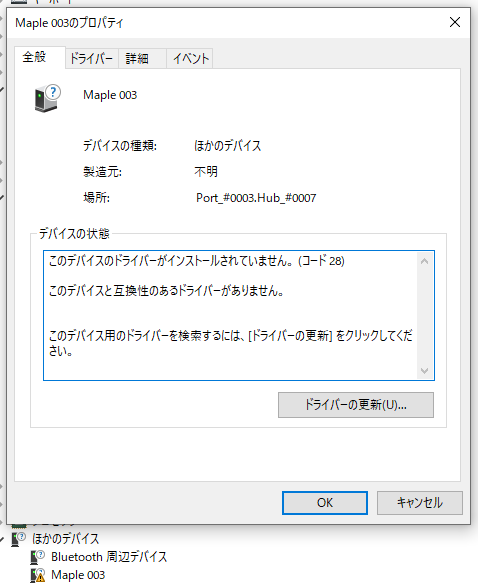 Maple 003のプロパティ
全般 ドライバー 詳細 イベント
Maple 003
デバイスの種類: ほかのデバイス
製造元: 不明
場所: Port_#0003.Hub_#0007
デバイスの状態
このデバイスのドライバーがインストールされていません。(コード 28)
このデバイスと互換性のあるドライバーがありません。
このデバイス用のドライバーを検索するには、[ドライバーの更新] をクリックしてくだ
さい。
ドライバーの更新(U)...
OK キャンセル
ほかのデバイス
Bluetooth 周辺デバイス
Maple 003